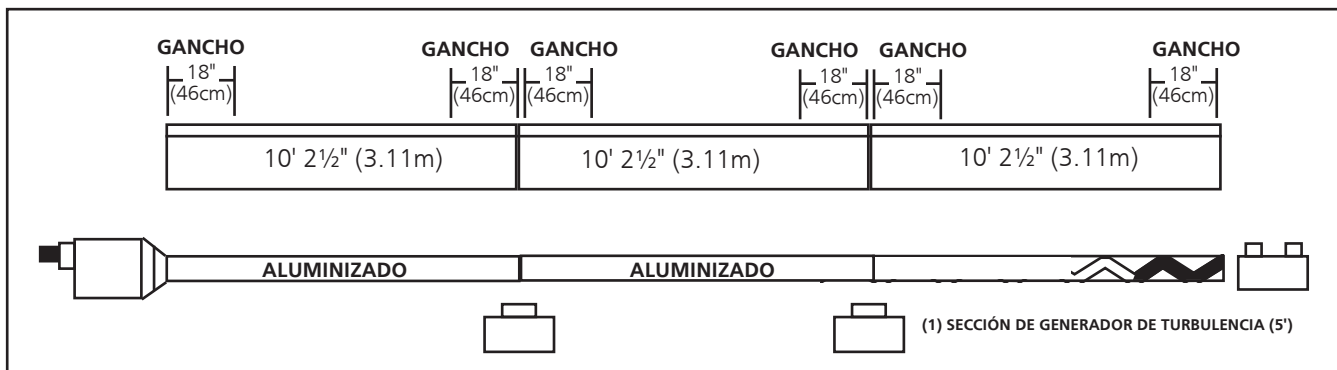 GANCHO GANCHO GANCHO GANCHO GANCHO GANCHO
18" 18" 18" 18" 18" 18"
(46cm) (46cm) (46cm) (46cm) (46cm) (46cm)
10' 2½" (3.11m) 10' 2½" (3.11m) 10' 2½" (3.11m)
ALUMINIZADO ALUMINIZADO
(1) SECCIÓN DE GENERADOR DE TURBULENCIA (5')